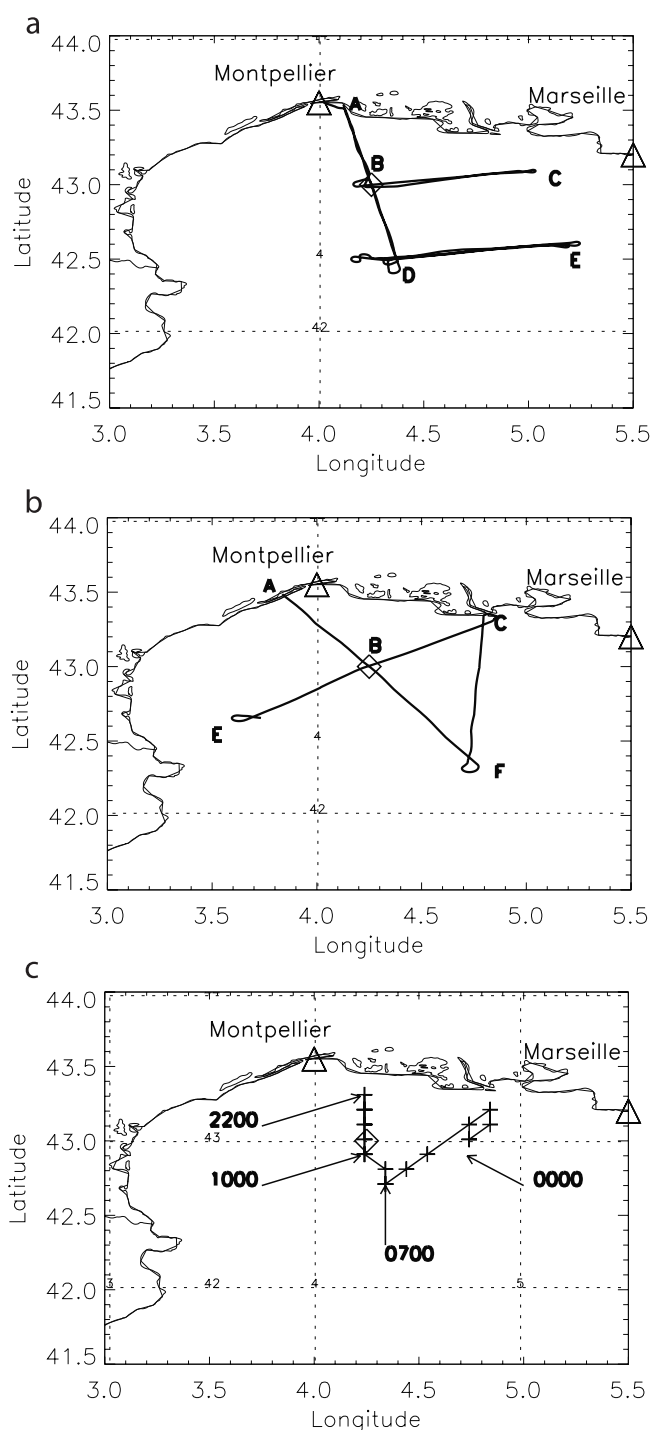 a
44.0
Montpellier
Marseille
43.5
A
B
43.0
C
Latitude
4
42.5
E
D
42
42.0
41.5
3.0 3.5 4.0 4.5 5.0 5.5
Longitude
b
44.0
Montpellier
Marseille
43.5
A
C
B
43.0
Latitude
E
4
42.5
F
42
42.0
41.5
3.0 3.5 4.0 4.5 5.0 5.5
Longitude
c
44.0
Montpellier
Marseille
43.5
2200
43
43.0
1000 0000
Latitude
42.5
0700
3 42 4 5
42.0
41.5
3.0 3.5 4.0 4.5 5.0 5.5
Longitude